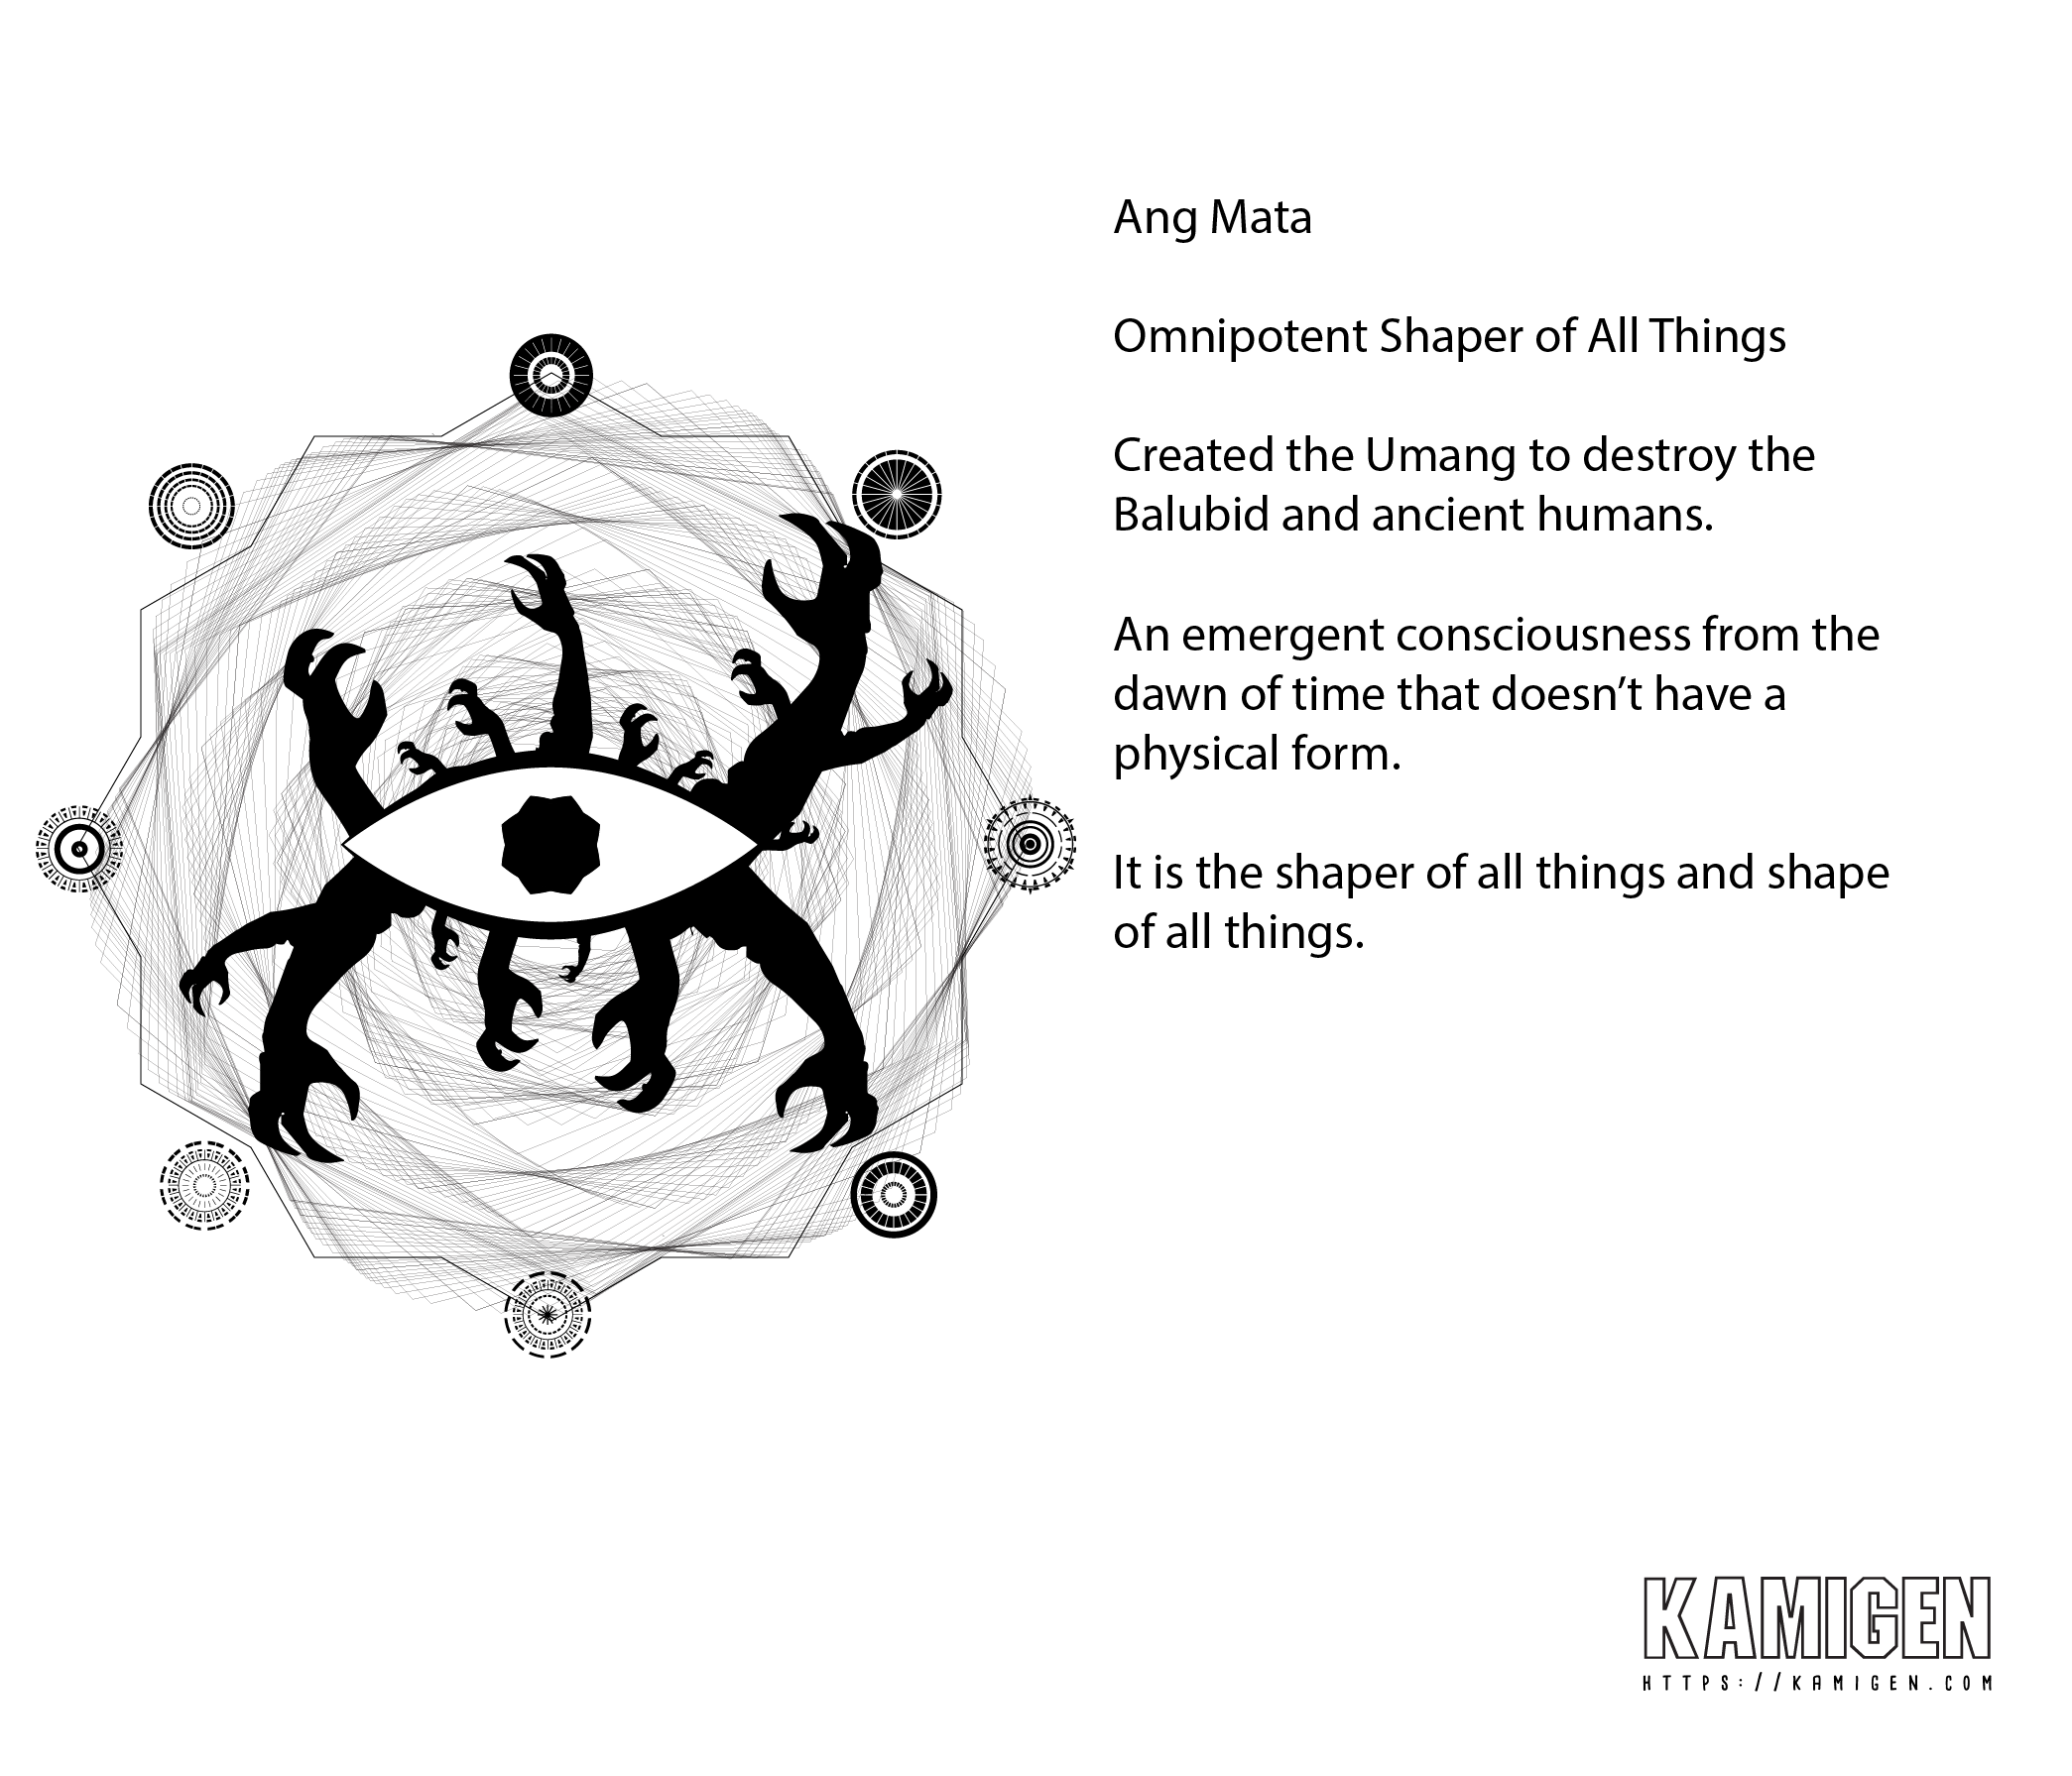 Ang Mata
Omnipotent Shaper of All Things
Created the Umang to destroy the
Balubid and ancient humans.
An emergent consciousness from the
dawn of time that doesn’t have a
physical form.
It is the shaper of all things and shape
of all things.
KAMIGEN
HTTPS://KAMIGEN.COM